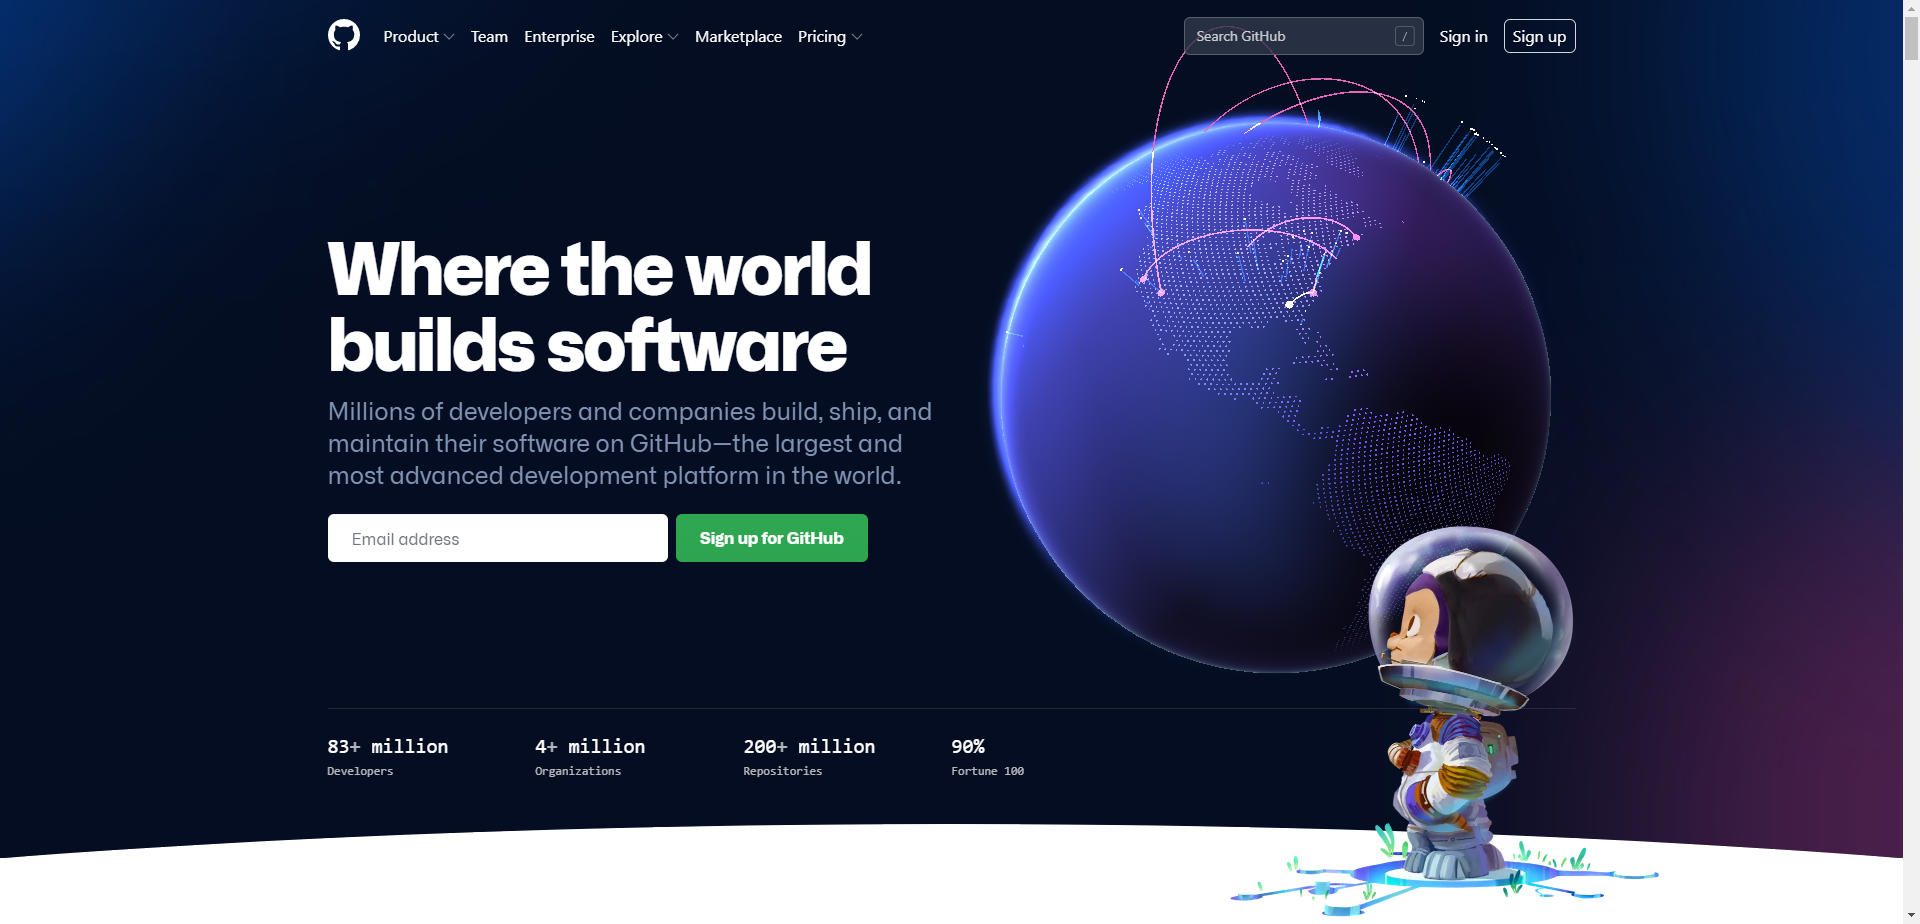 Product Team Enterprise Explore Marketplace Pricing Search GitHub / Sign in Sign up
Where the world
builds software
Millions of developers and companies build, ship, and
maintain their software on GitHub—the largest and
most advanced development platform in the world.
Email address Sign up for GitHub
83+ million 4+ million 200+ million 90%
Developers Organizations Repositories Fortune 100